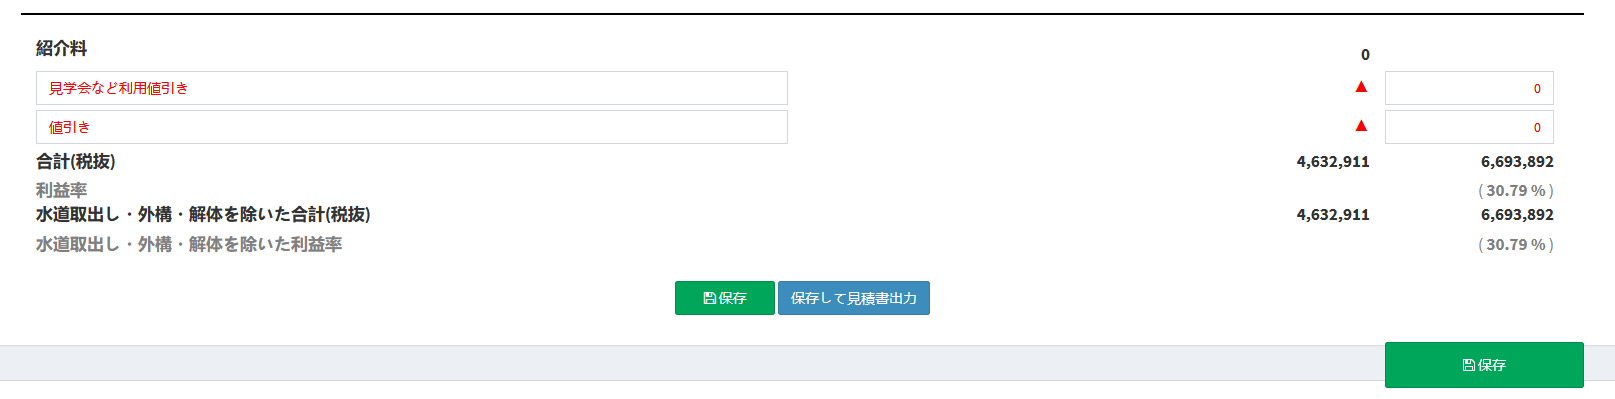 紹介料 0
見学会など利用値引き ▲ 0
値引き ▲ 0
合計(税抜) 4,632,911 6,693,892
利益率 ( 30.79 % )
水道取出し・外構・解体を除いた合計(税抜) 4,632,911 6,693,892
水道取出し・外構・解体を除いた利益率 ( 30.79 % )
保存 保存して見積書出力
保存